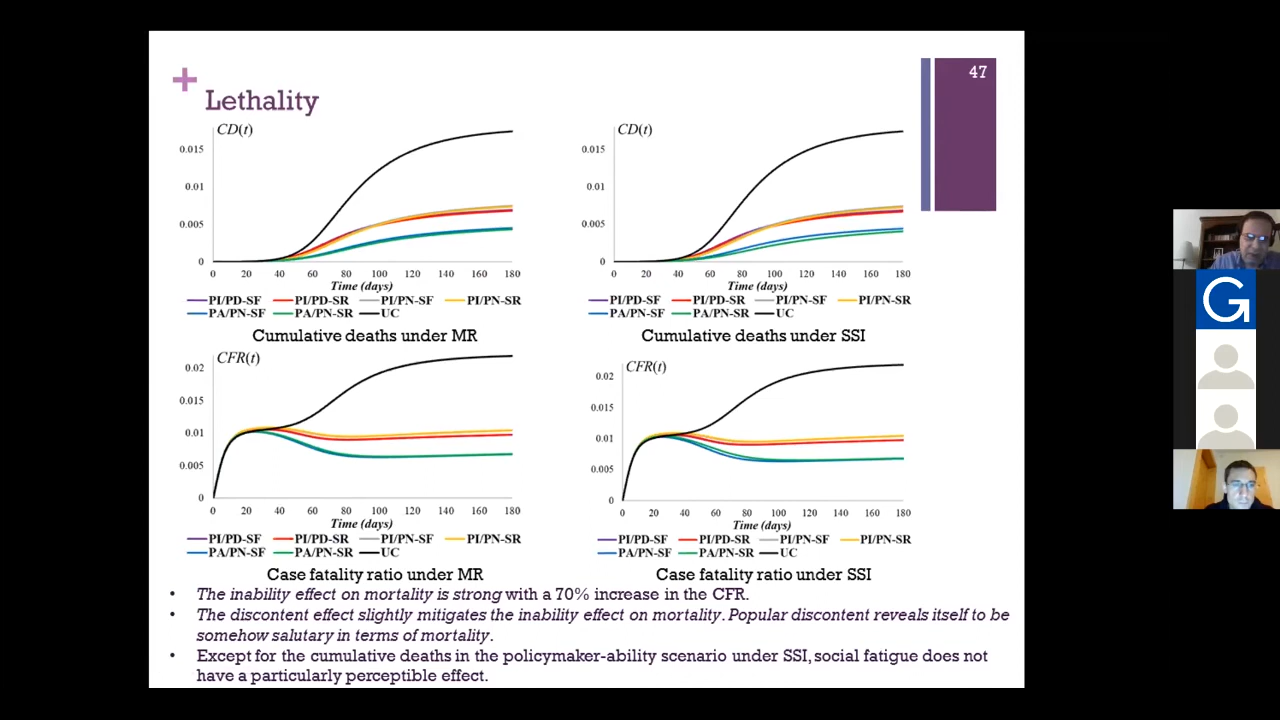 47
+
Lethality
CD(t)
0.015
0.01
0.005
0
0 20 40 60 80 100 120 140 160 180
Time (days)
PI/PD-SF PI/PD-SR PI/PN-SF PI/PN-SR
PA/PN-SF PA/PN-SR UC
Cumulative deaths under MR
CD(t)
0.015
0.01
0.005
0
0 20 40 60 80 100 120 140 160 180
Time (days)
PI/PD-SF PI/PD-SR PI/PN-SF PI/PN-SR
PA/PN-SF PA/PN-SR UC
Cumulative deaths under SSI
CFR(t)
0.02
0.015
0.01
0.005
0
0 20 40 60 80 100 120 140 160 180
Time (days)
PI/PD-SF PI/PD-SR PI/PN-SF PI/PN-SR
PA/PN-SF PA/PN-SR UC
Case fatality ratio under MR
CFR(t)
0.02
0.015
0.01
0.005
0
0 20 40 60 80 100 120 140 160 180
Time (days)
PI/PD-SF PI/PD-SR PI/PN-SF PI/PN-SR
PA/PN-SF PA/PN-SR UC
Case fatality ratio under SSI
• The inability effect on mortality is strong with a 70% increase in the CFR.
• The discontent effect slightly mitigates the inability effect on mortality. Popular discontent reveals itself to be
somehow salutary in terms of mortality.
• Except for the cumulative deaths in the policymaker-ability scenario under SSI, social fatigue does not
have a particularly perceptible effect.
G